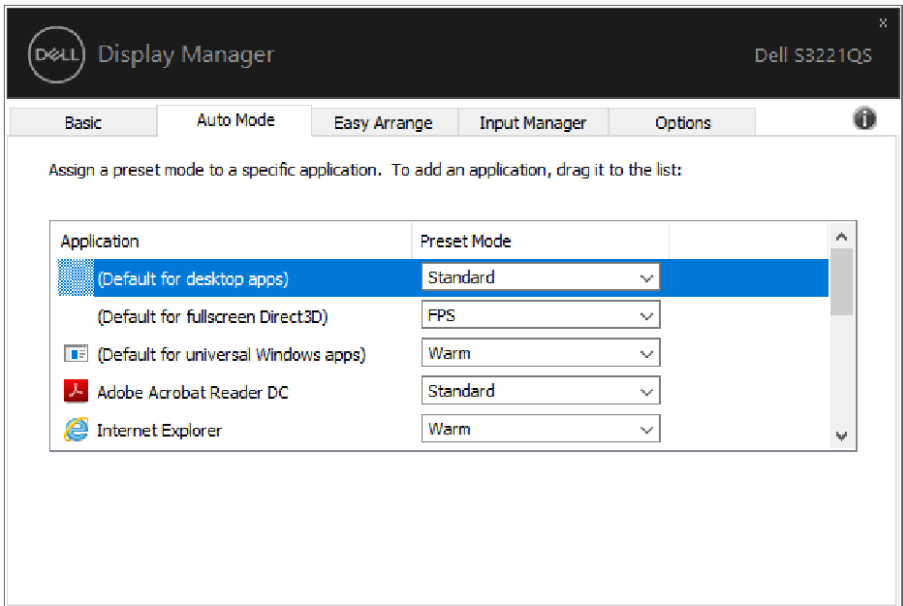 x
DELL Display Manager Dell S3221QS
Basic Auto Mode Easy Arrange Input Manager Options i
Assign a preset mode to a specific application. To add an application, drag it to the list:
Application Preset Mode
(Default for desktop apps) Standard
(Default for fullscreen Direct3D) FPS
(Default for universal Windows apps) Warm
Adobe Acrobat Reader DC Standard
Internet Explorer Warm